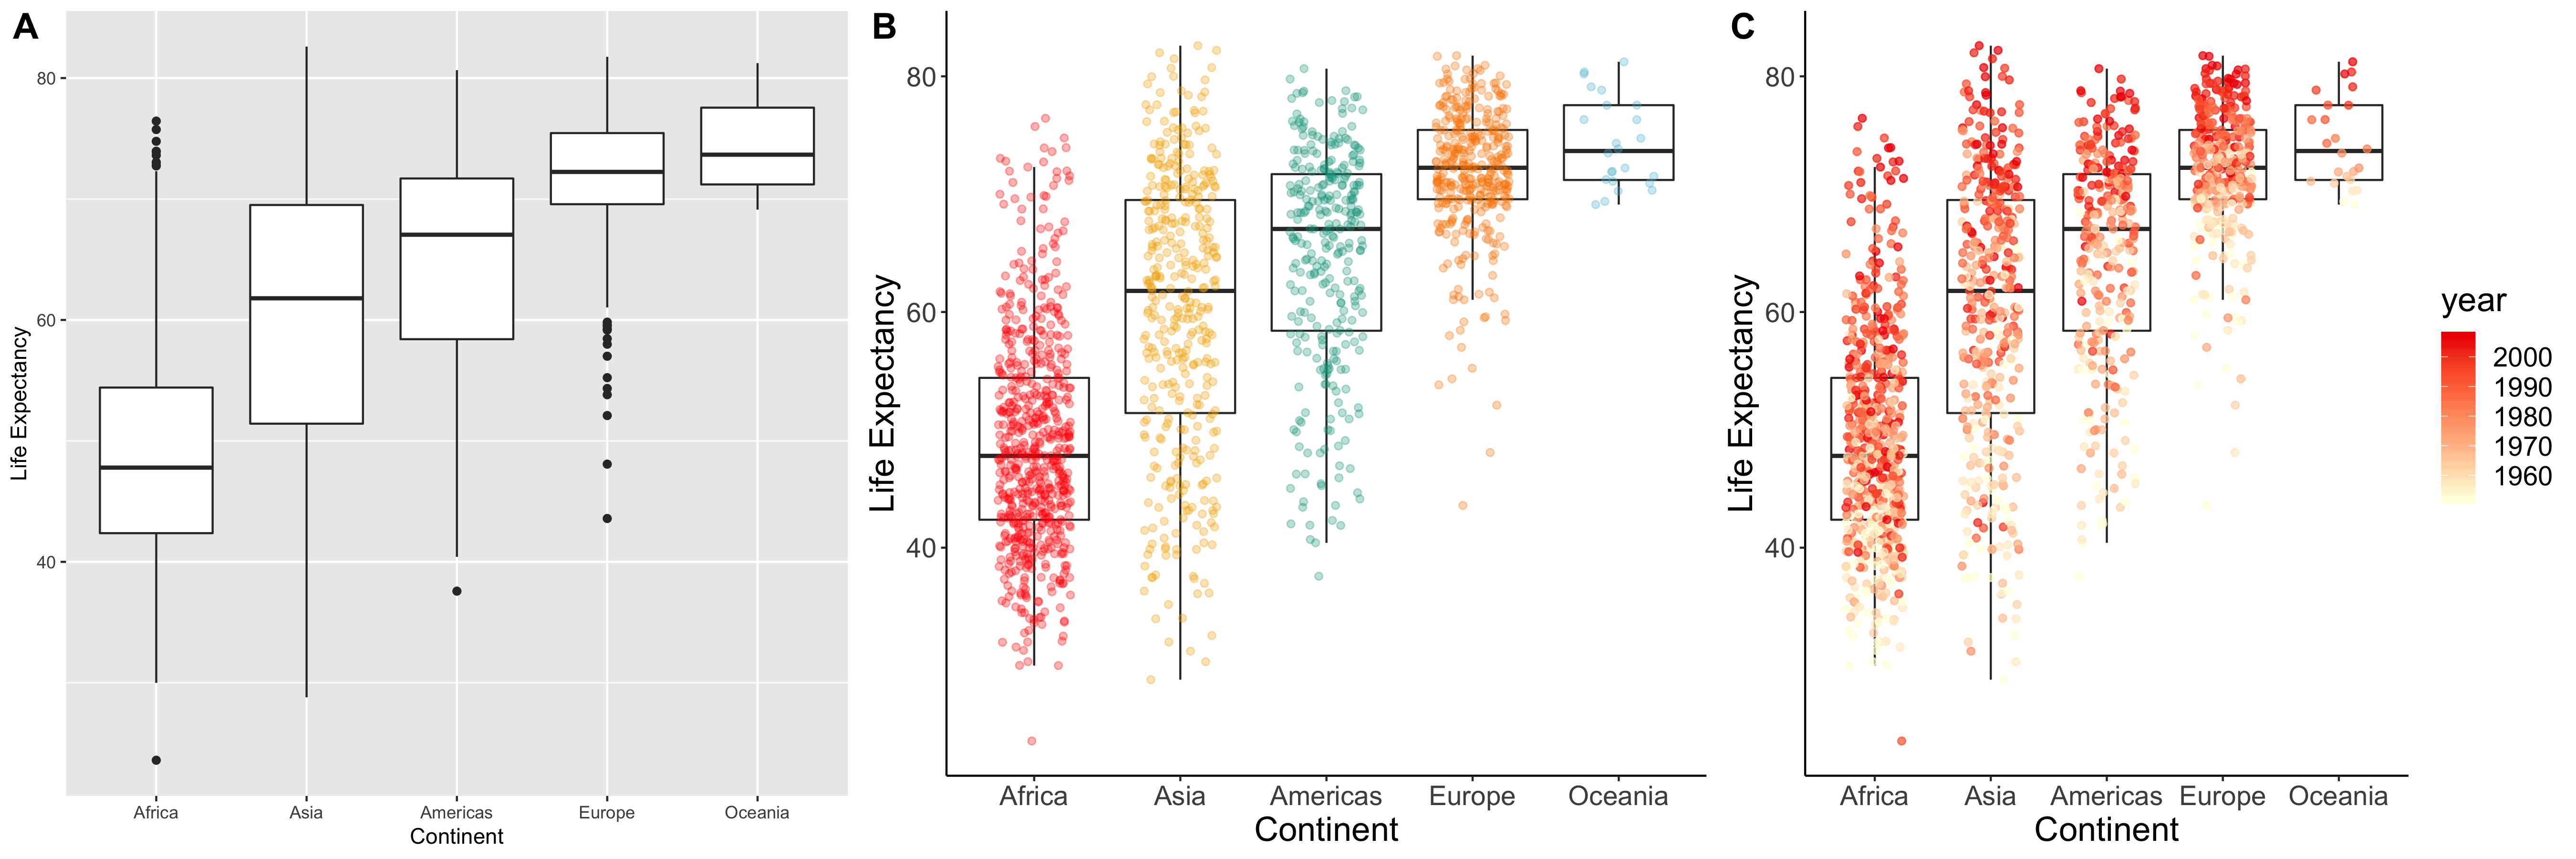 A
Life Expectancy
80
60
40
Africa
Asia
Americas
Europe
Oceania
Continent
B
Life Expectancy
80
60
40
Africa
Asia
Americas
Europe
Oceania
Continent
C
Life Expectancy
80
60
40
Africa
Asia
Americas
Europe
Oceania
Continent
year
2000
1990
1980
1970
1960